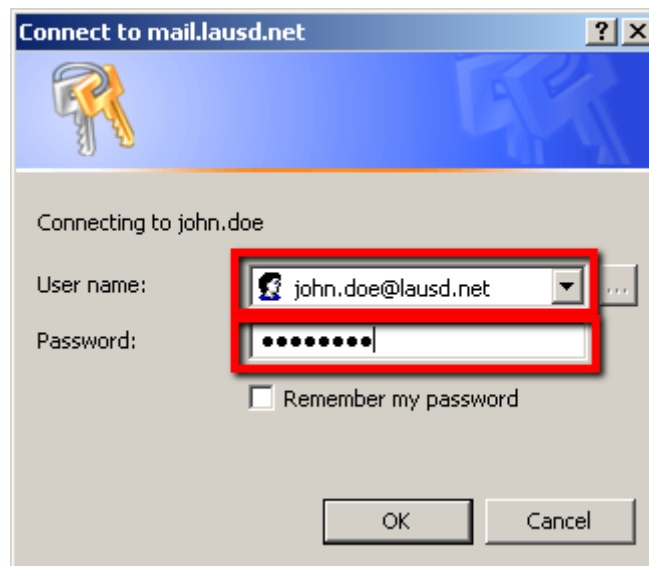 Connect to mail.lausd.net
Connecting to john.doe
User name:
john.doe@lausd.net
...
Password:
●●●●●●●●
Remember my password
OK
Cancel